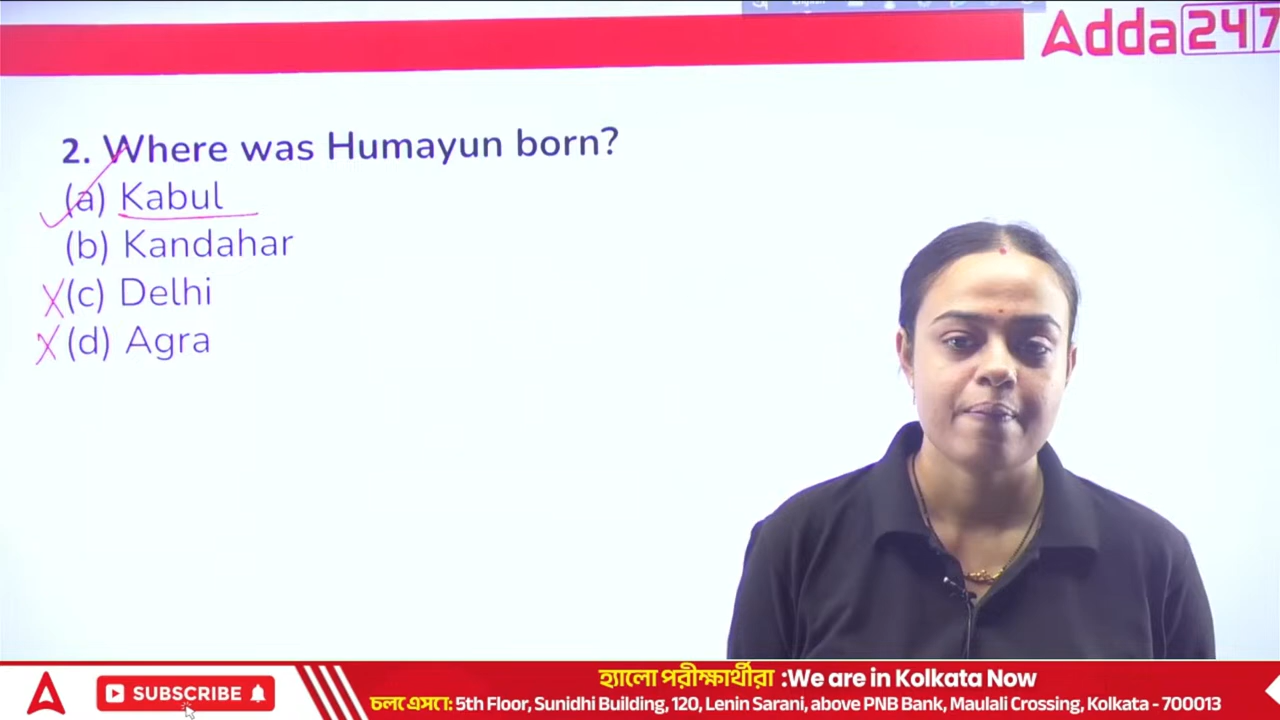 Adda247
2. Where was Humayun born?
(a) Kabul
(b) Kandahar
X(c) Delhi
X(d) Agra
SUBSCRIBE
হ্যালো পরীক্ষার্থীরা :We are in Kolkata Now
চলে এসো: 5th Floor, Sunidhi Building, 120, Lenin Sarani, above PNB Bank, Maulali Crossing, Kolkata - 700013